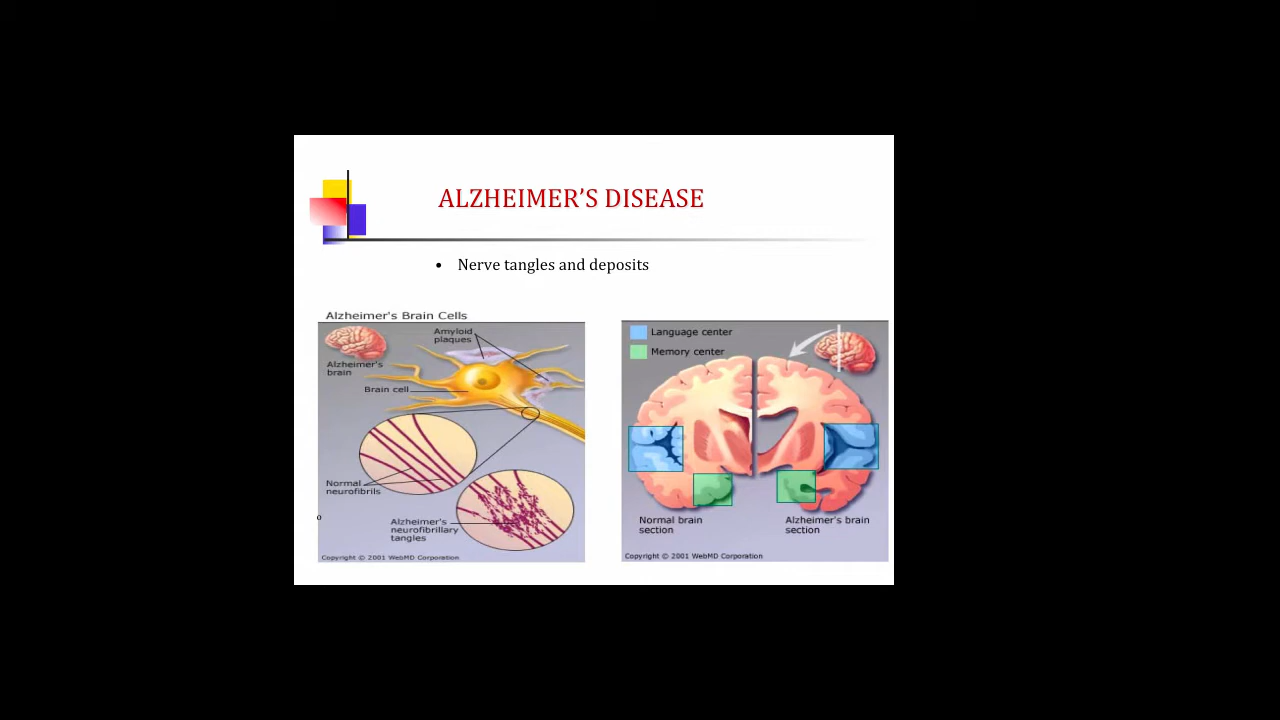 ALZHEIMER’S DISEASE
• Nerve tangles and deposits
Alzheimer's Brain Cells
Amyloid
plaques
Alzheimer's
brain
Brain cell
Normal
neurofibrils
Alzheimer's
neurofibrillary
tangles
Copyright © 2001 WebMD Corporation
Language center
Memory center
Normal brain
section
Alzheimer's brain
section
Copyright © 2001 WebMD Corporation